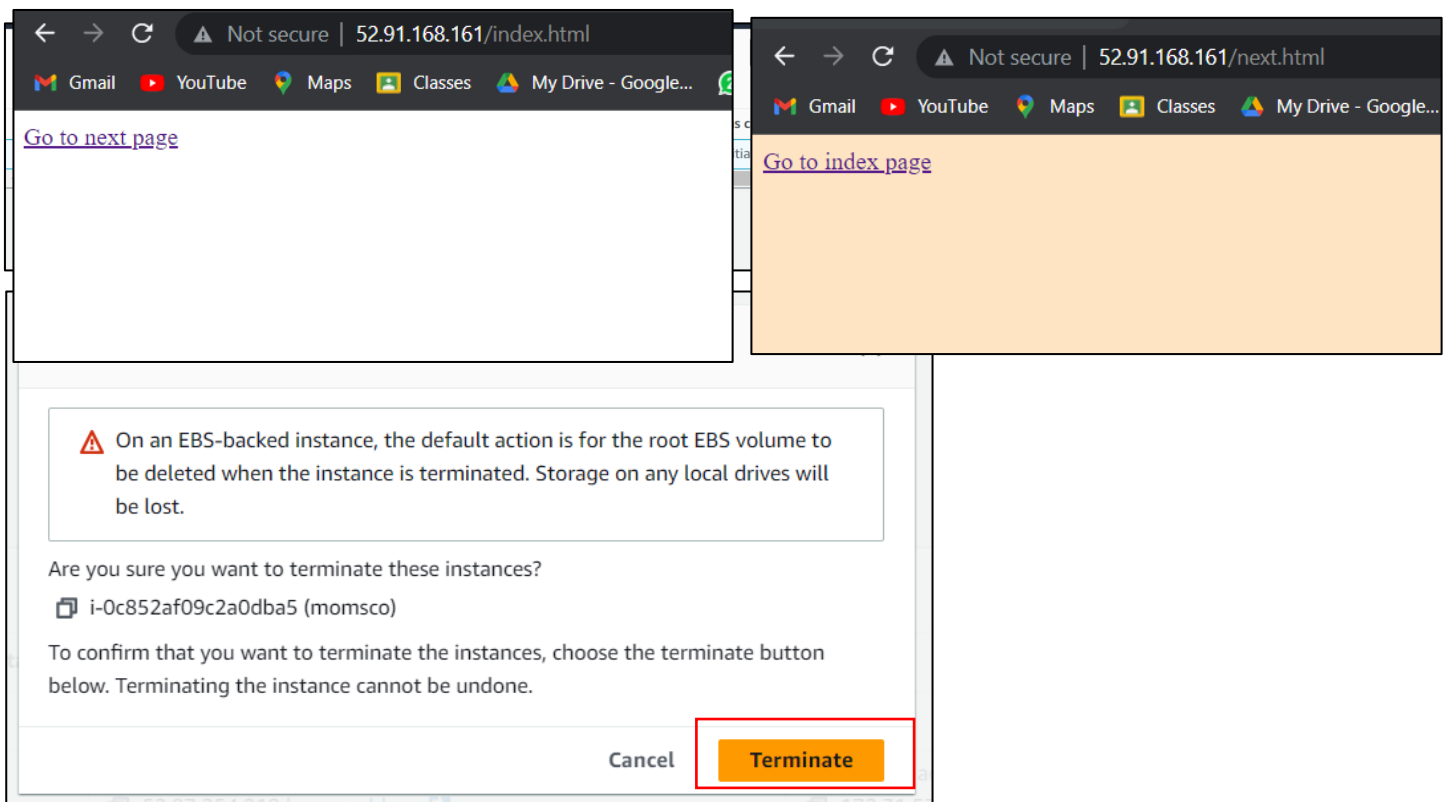 Not secure | 52.91.168.161/index.html
Gmail YouTube Maps Classes My Drive - Google...
Go to next page
Not secure | 52.91.168.161/next.html
Gmail YouTube Maps Classes My Drive - Google...
Go to index page
On an EBS-backed instance, the default action is for the root EBS volume to
be deleted when the instance is terminated. Storage on any local drives will
be lost.
Are you sure you want to terminate these instances?
i-0c852af09c2a0dba5 (momsco)
To confirm that you want to terminate the instances, choose the terminate button
below. Terminating the instance cannot be undone.
Cancel Terminate